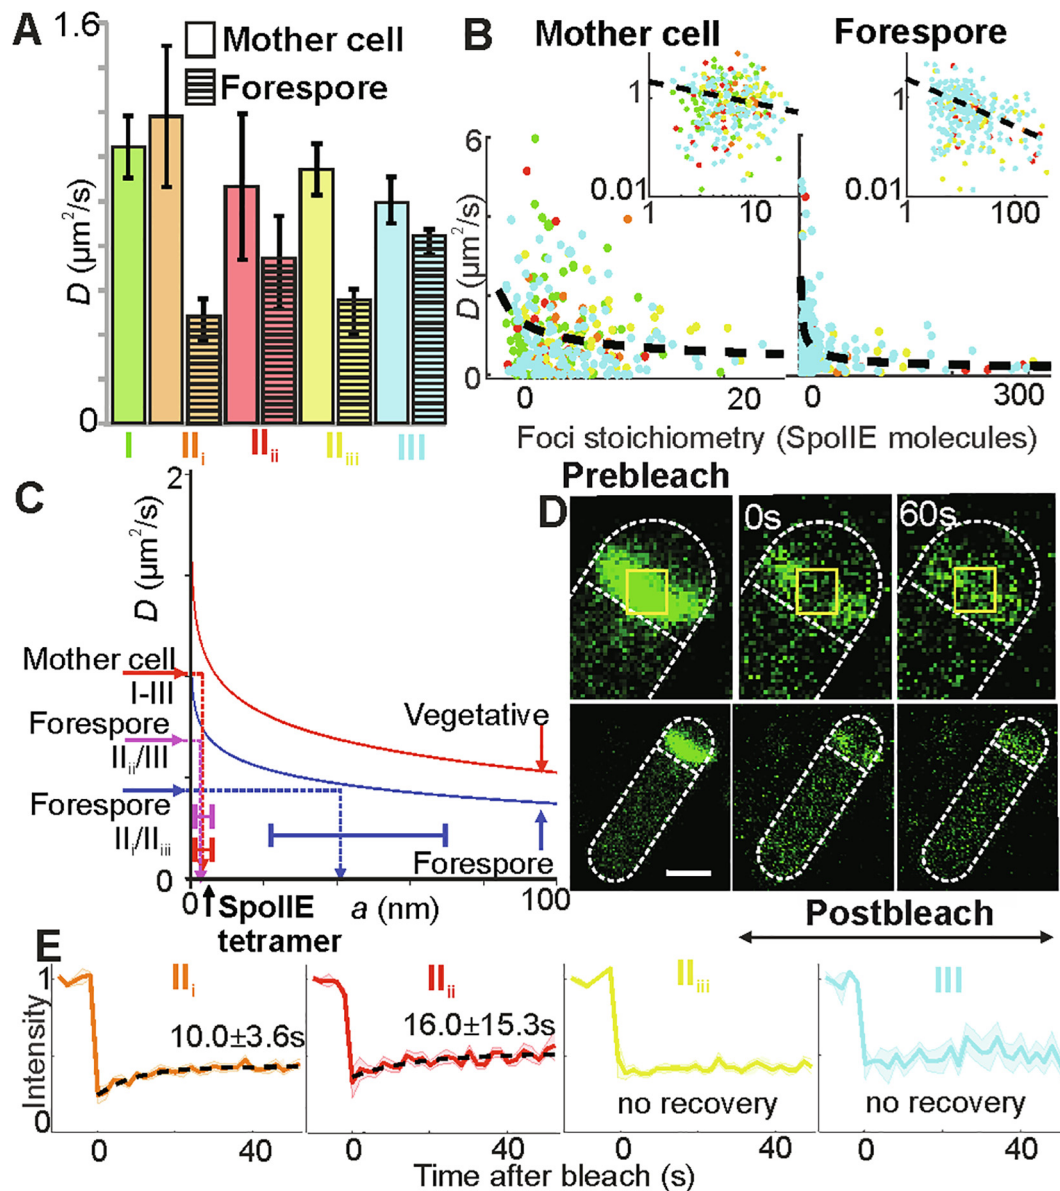 A
1.6
Mother cell
Forespore
D (μm²/s)
0
I
IIi
IIii
IIiii
III
B
Mother cell
Forespore
6
D (μm²/s)
0
1
0.01
1
10
1
0.01
1
100
0
20
0
300
Foci stoichiometry (SpoIIE molecules)
C
2
D (μm²/s)
Mother cell
I-III
Forespore
IIii/III
Forespore
IIi/IIiii
Vegetative
Forespore
0
0
SpoIIE
tetramer
a (nm)
100
Prebleach
D
0s
60s
Postbleach
E
1
Intensity
0
IIi
10.0±3.6s
IIii
16.0±15.3s
IIiii
no recovery
III
no recovery
0
40
0
40
0
40
0
40
Time after bleach (s)